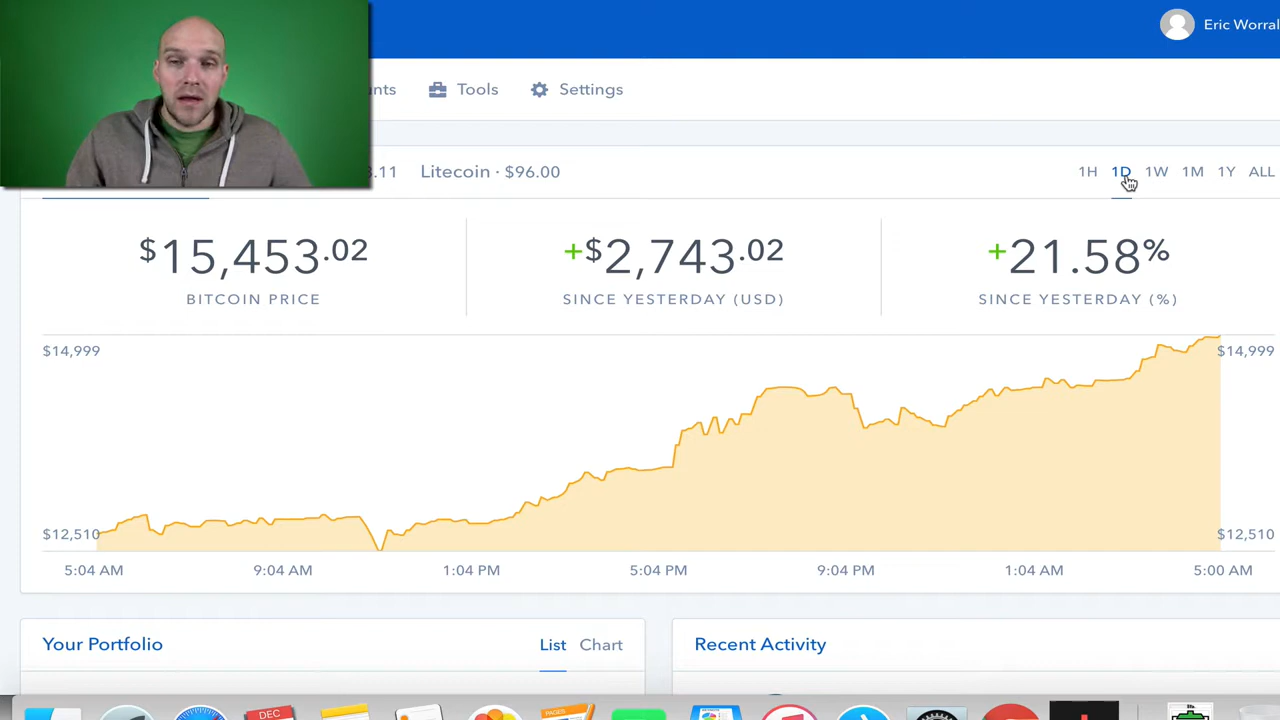 Eric Worral
nts Tools Settings
.11 Litecoin · $96.00 1H 1D 1W 1M 1Y ALL
$15,453.02 +$2,743.02 +21.58%
BITCOIN PRICE SINCE YESTERDAY (USD) SINCE YESTERDAY (%)
$14,999 $14,999
$12,510 $12,510
5:04 AM 9:04 AM 1:04 PM 5:04 PM 9:04 PM 1:04 AM 5:00 AM
Your Portfolio List Chart Recent Activity
DEC PAGES